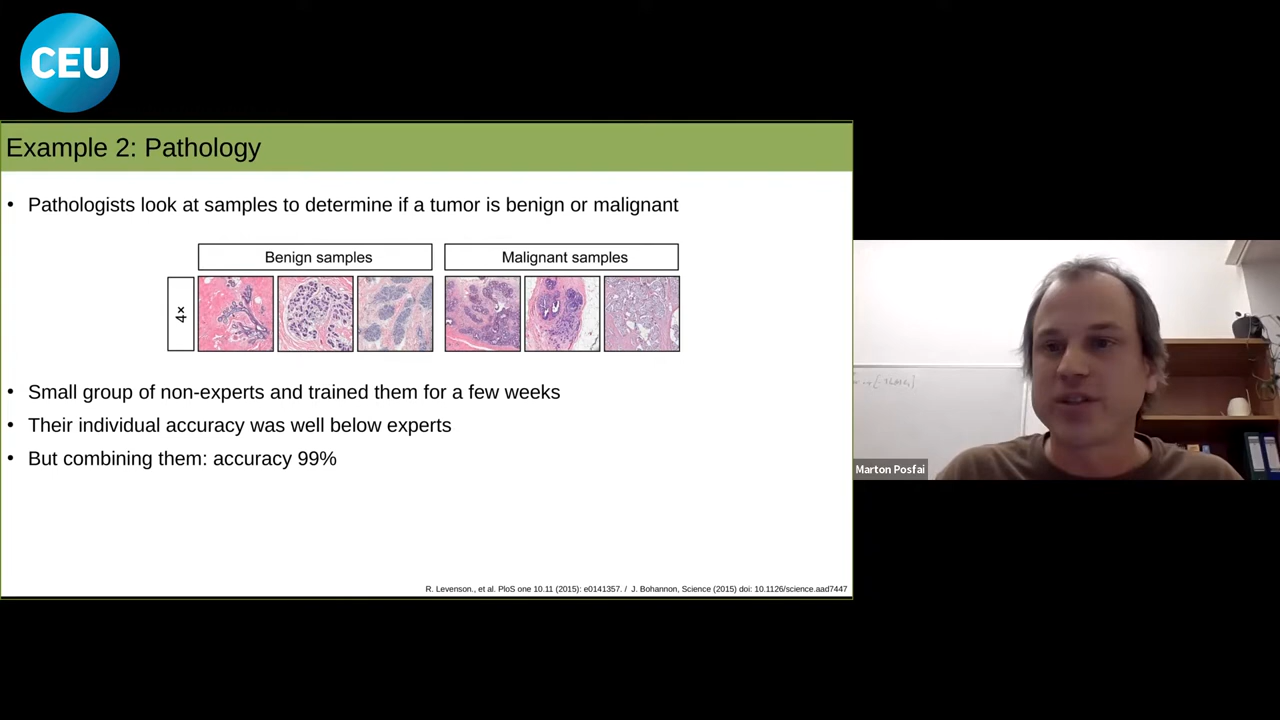 CEU
Example 2: Pathology
• Pathologists look at samples to determine if a tumor is benign or malignant
Benign samples
Malignant samples
4×
• Small group of non-experts and trained them for a few weeks
• Their individual accuracy was well below experts
• But combining them: accuracy 99%
R. Levenson., et al. PloS one 10.11 (2015): e0141357. / J. Bohannon, Science (2015) doi: 10.1126/science.aad7447
Marton Posfai